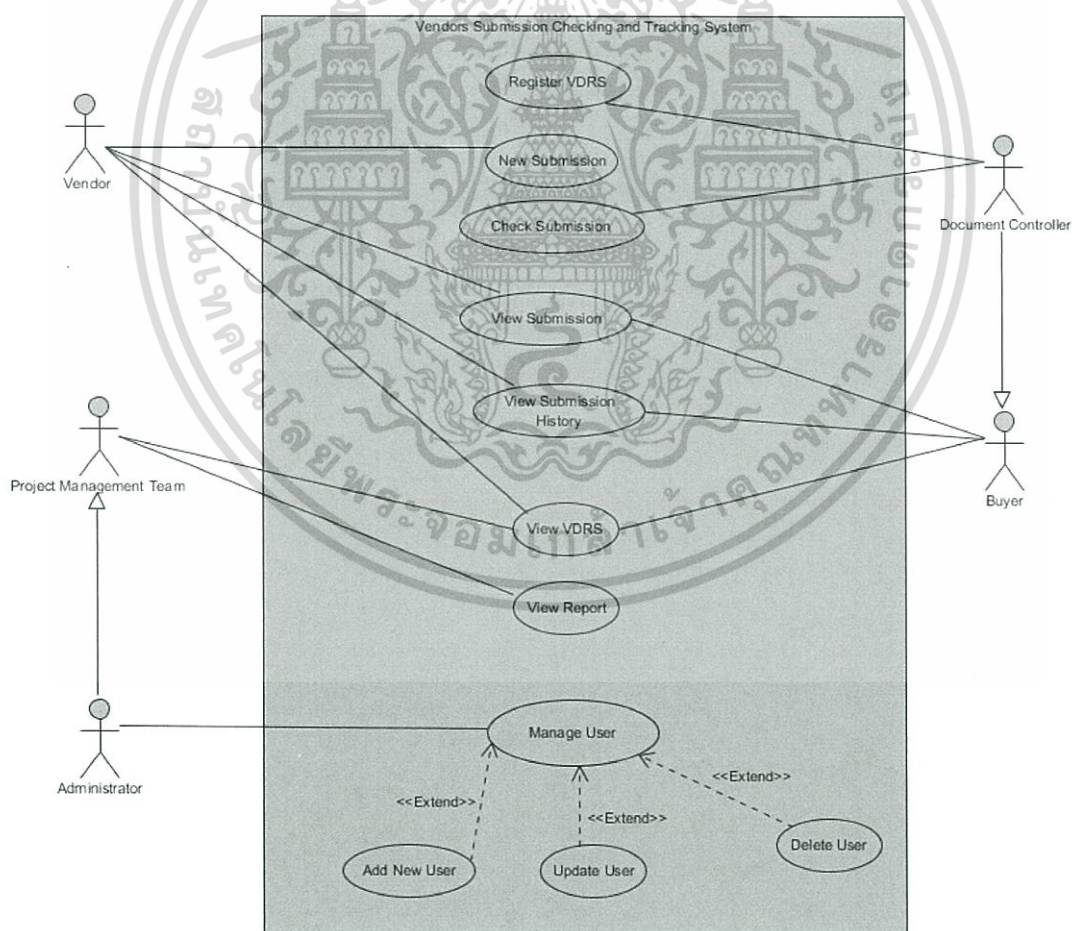 Vendors Submission Checking and Tracking System
Register VDRS
Vendor
New Submission
Document Controller
Check Submission
View Submission
View Submission
History
Project Management Team
Buyer
View VDRS
View Report
Administrator
Manage User
<<Extend>>
<<Extend>>
<<Extend>>
Add New User
Update User
Delete User